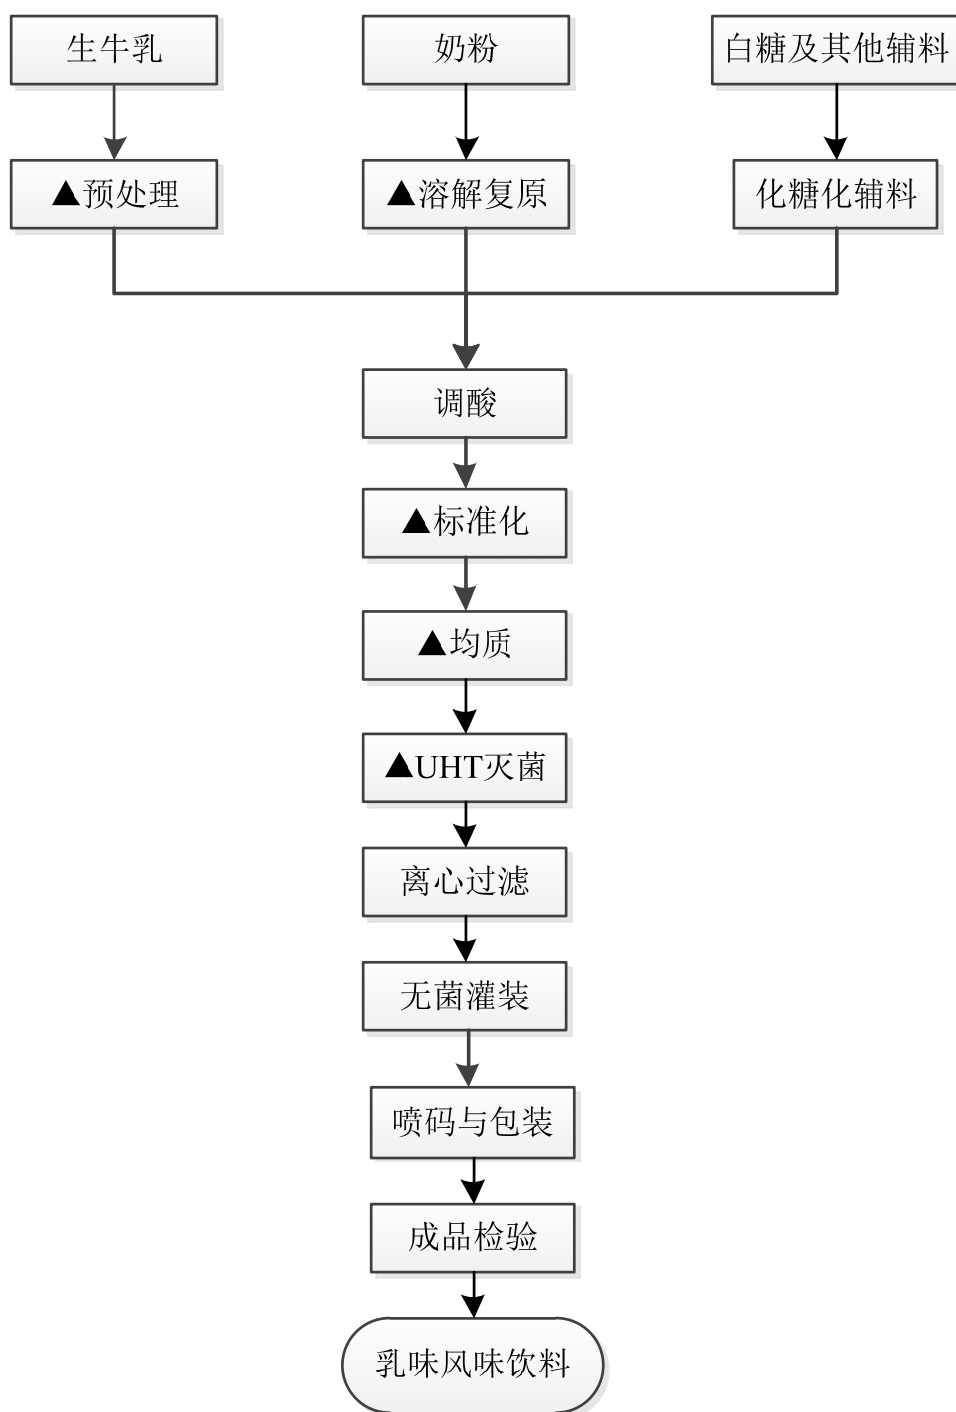 生牛乳
奶粉
白糖及其他辅料
▲预处理
▲溶解复原
化糖化辅料
调酸
▲标准化
▲均质
▲UHT灭菌
离心过滤
无菌灌装
喷码与包装
成品检验
乳味风味饮料